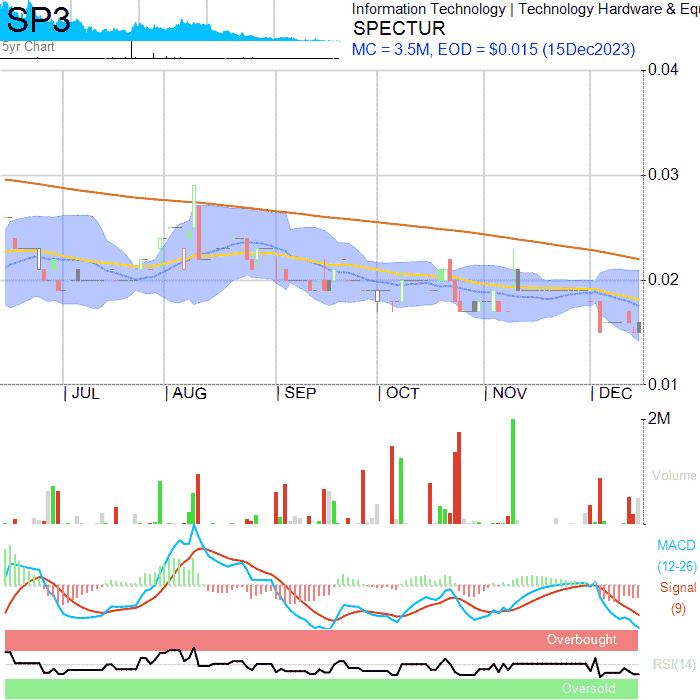 SP3
5yr Chart
Information Technology | Technology Hardware & Equ
SPECTUR
MC = 3.5M, EOD = $0.015 (15Dec2023)
0.04
0.03
0.02
0.01
JUL
AUG
SEP
OCT
NOV
DEC
2M
Volume
MACD
(12-26)
Signal
(9)
Overbought
RSI(14)
Oversold